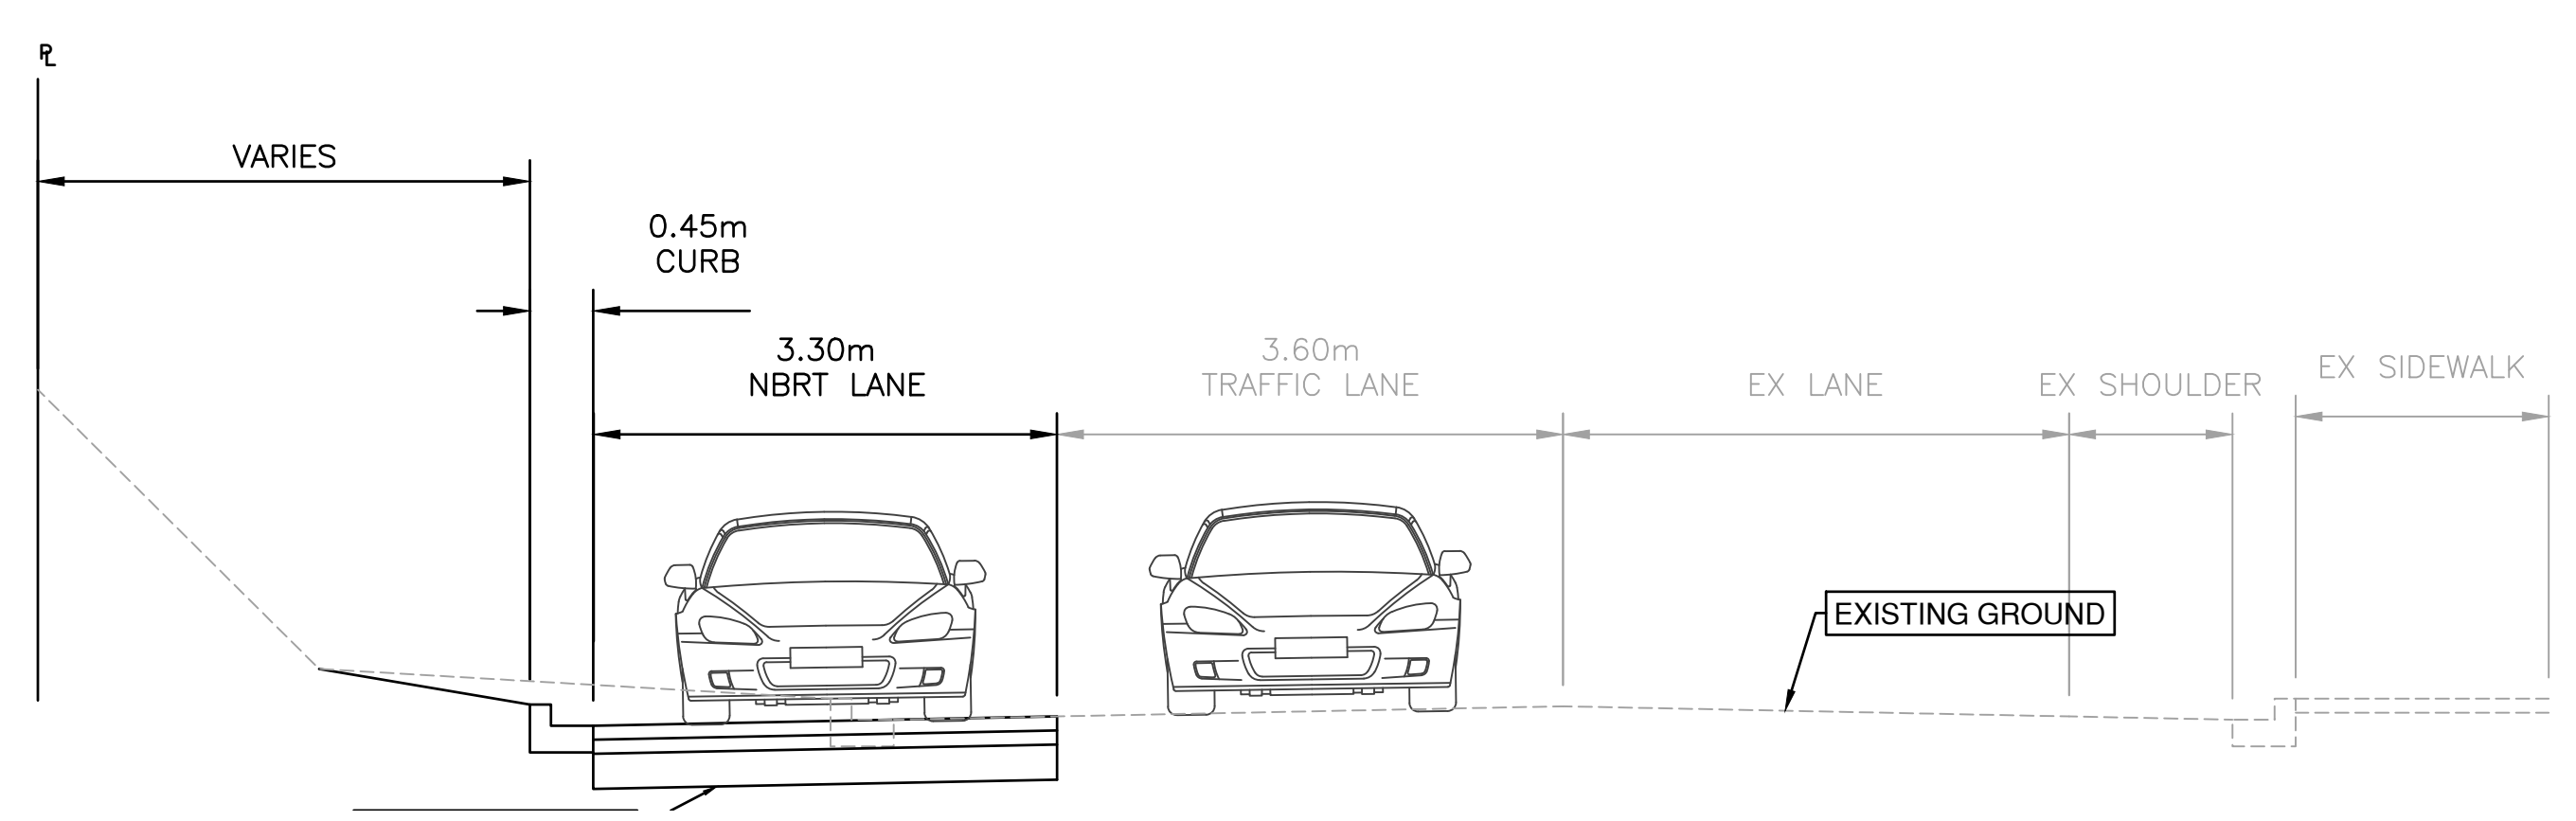 PL
VARIES
0.45m
CURB
3.30m
NBRT LANE
3.60m
TRAFFIC LANE
EX LANE
EX SHOULDER
EX SIDEWALK
EXISTING GROUND